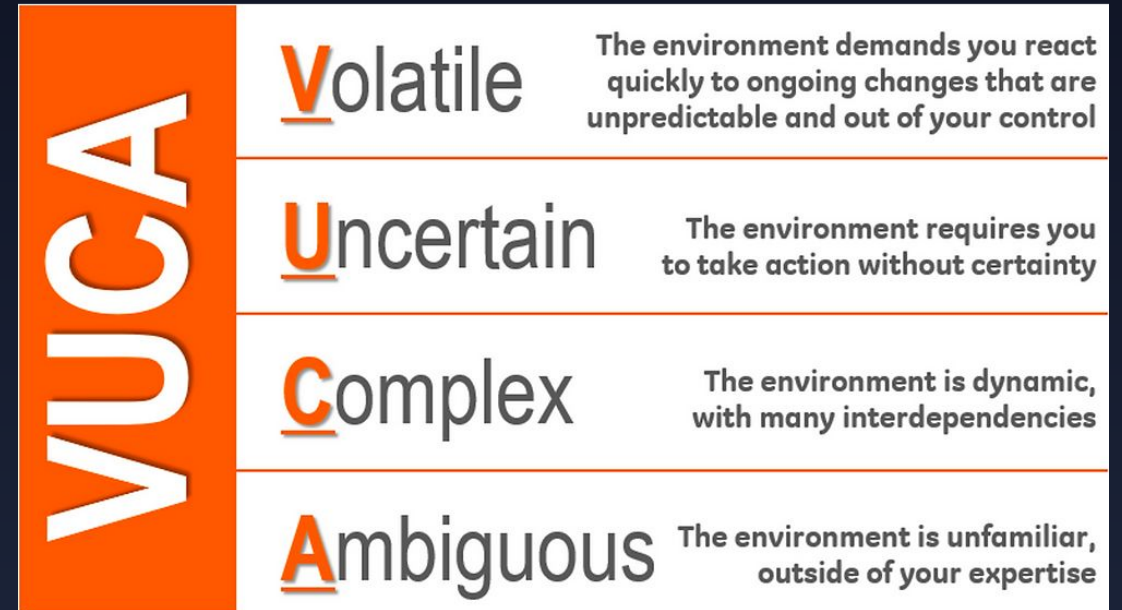 VUCA
Volatile
The environment demands you react
quickly to ongoing changes that are
unpredictable and out of your control
Uncertain
The environment requires you
to take action without certainty
Complex
The environment is dynamic,
with many interdependencies
Ambiguous
The environment is unfamiliar,
outside of your expertise